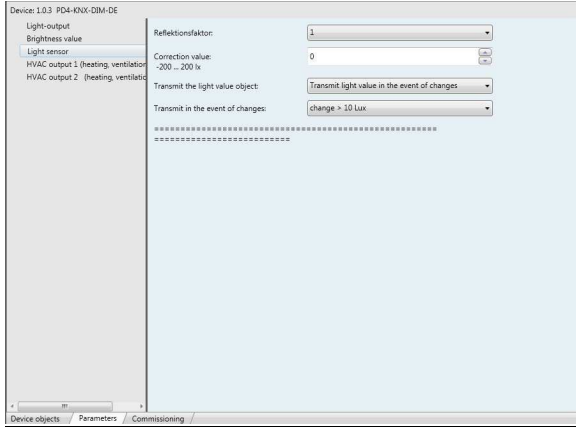 Device: 1.0.3 PD4-KNX-DIM-DE
Light-output
Brightness value
Light sensor
HVAC output 1 (heating, ventilation
HVAC output 2 (heating, ventilatic
Reflektionsfaktor:
1
Correction value:
-200 ... 200 lx
0
Transmit the light value object:
Transmit light value in the event of changes
Transmit in the event of changes:
change > 10 Lux
======================================================
==========================
Device objects / Parameters / Commissioning /